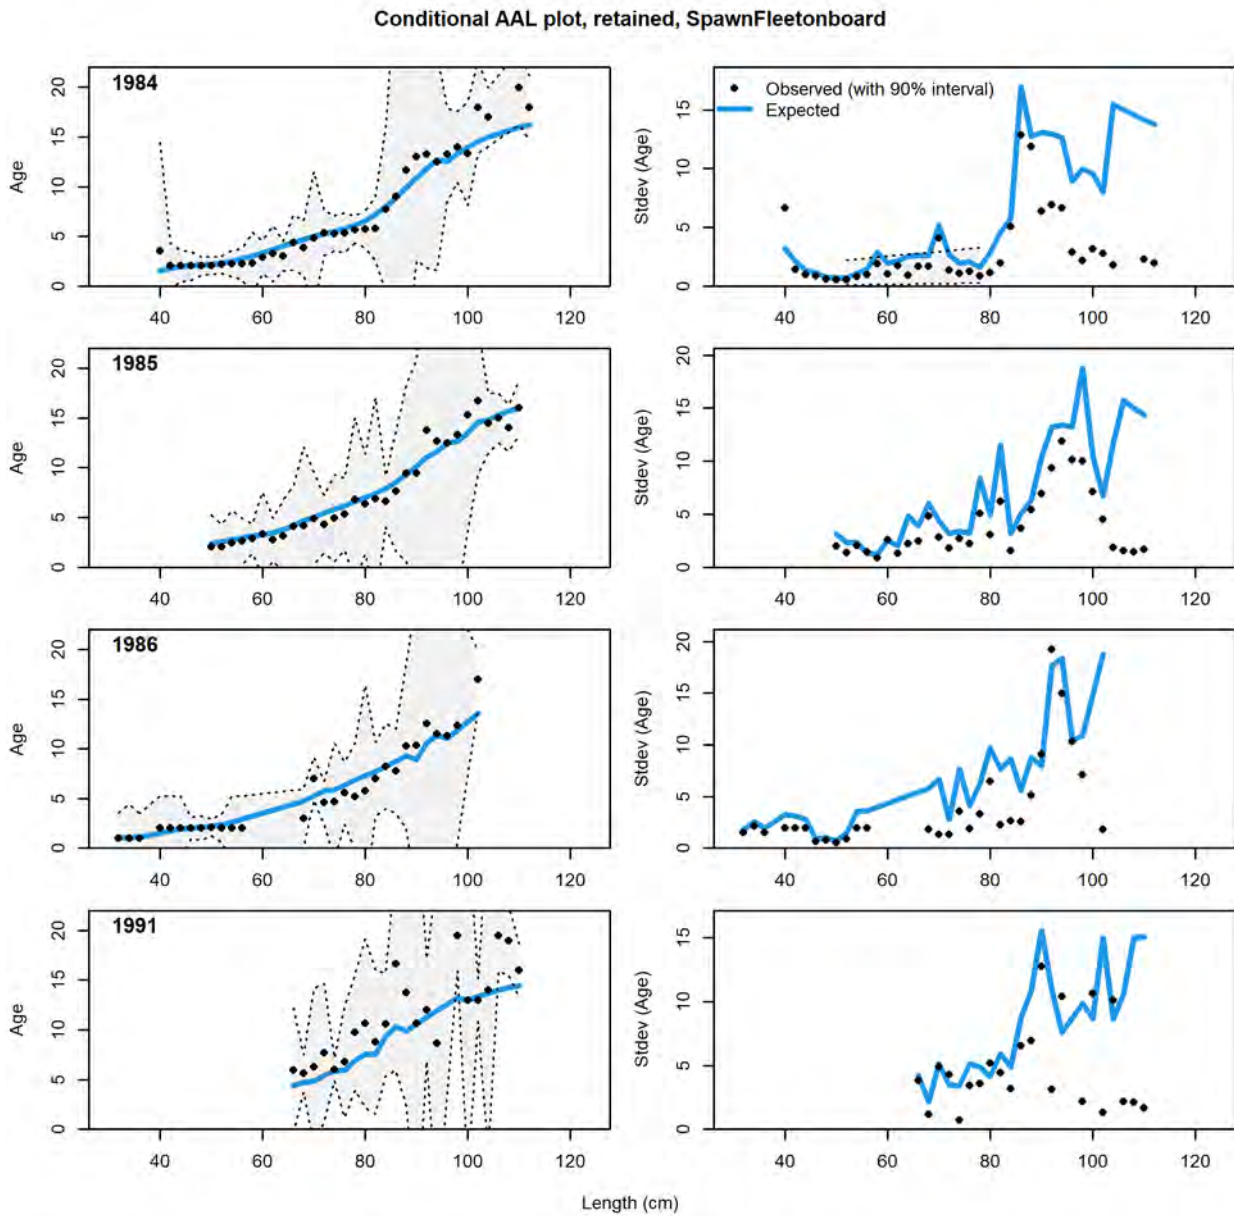 Conditional AAL plot, retained, SpawnFleetonboard
1984
Age
0 5 10 15 20
40 60 80 100 120
Observed (with 90% interval)
Expected
Stdev (Age)
0 5 10 15
40 60 80 100 120
1985
Age
0 5 10 15 20
40 60 80 100 120
Stdev (Age)
0 5 10 15 20
40 60 80 100 120
1986
Age
0 5 10 15 20
40 60 80 100 120
Stdev (Age)
0 5 10 15 20
40 60 80 100 120
1991
Age
0 5 10 15 20
40 60 80 100 120
Stdev (Age)
0 5 10 15
40 60 80 100 120
Length (cm)